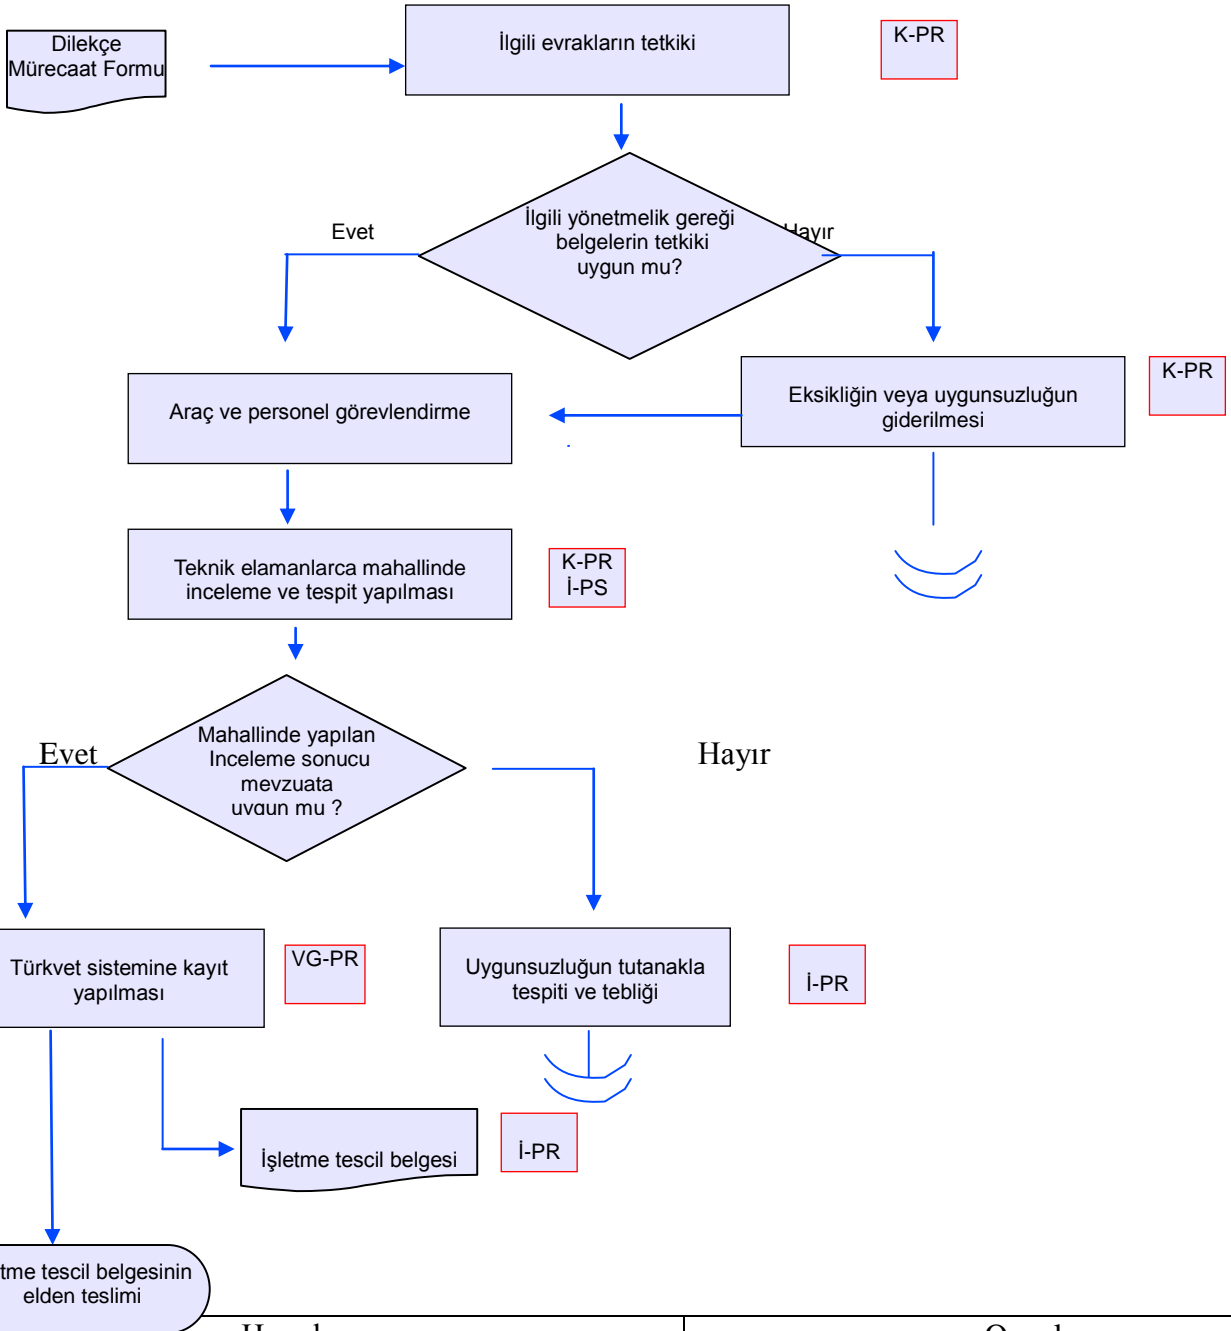 Dilekçe
Mürecaat Formu
İlgili evrakların tetkiki
K-PR
İlgili yönetmelik gereği
belgelerin tetkiki
uygun mu?
Evet
Hayır
Araç ve personel görevlendirme
Eksikliğin veya uygunsuzluğun
giderilmesi
K-PR
Teknik elamanlarca mahallinde
inceleme ve tespit yapılması
K-PR
İ-PS
Mahallinde yapılan
Inceleme sonucu
mevzuata
uygun mu ?
Evet
Hayır
Türkvet sistemine kayıt
yapılması
VG-PR
Uygunsuzluğun tutanakla
tespiti ve tebliği
İ-PR
İşletme tescil belgesi
İ-PR
tescil belgesinin
elden teslimi